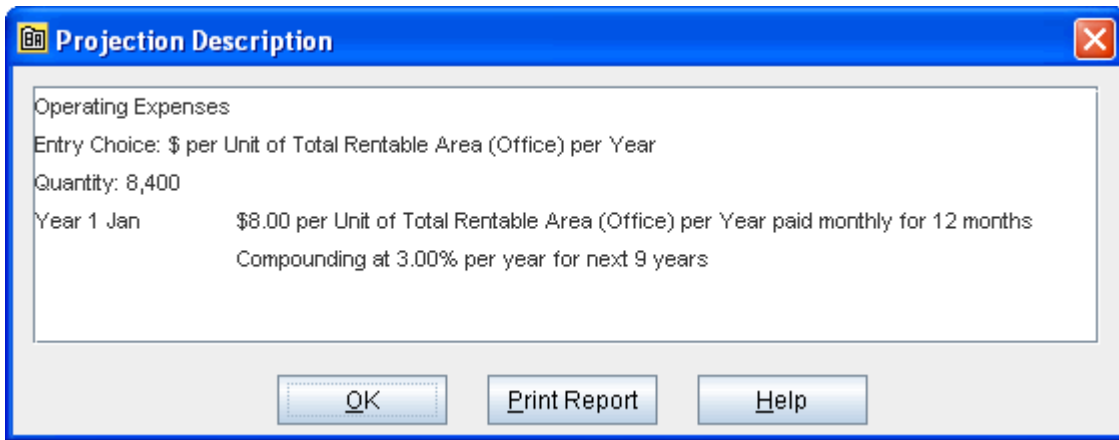 Projection Description
Operating Expenses
Entry Choice: $ per Unit of Total Rentable Area (Office) per Year
Quantity: 8,400
Year 1 Jan $8.00 per Unit of Total Rentable Area (Office) per Year paid monthly for 12 months
Compounding at 3.00% per year for next 9 years
OK Print Report Help